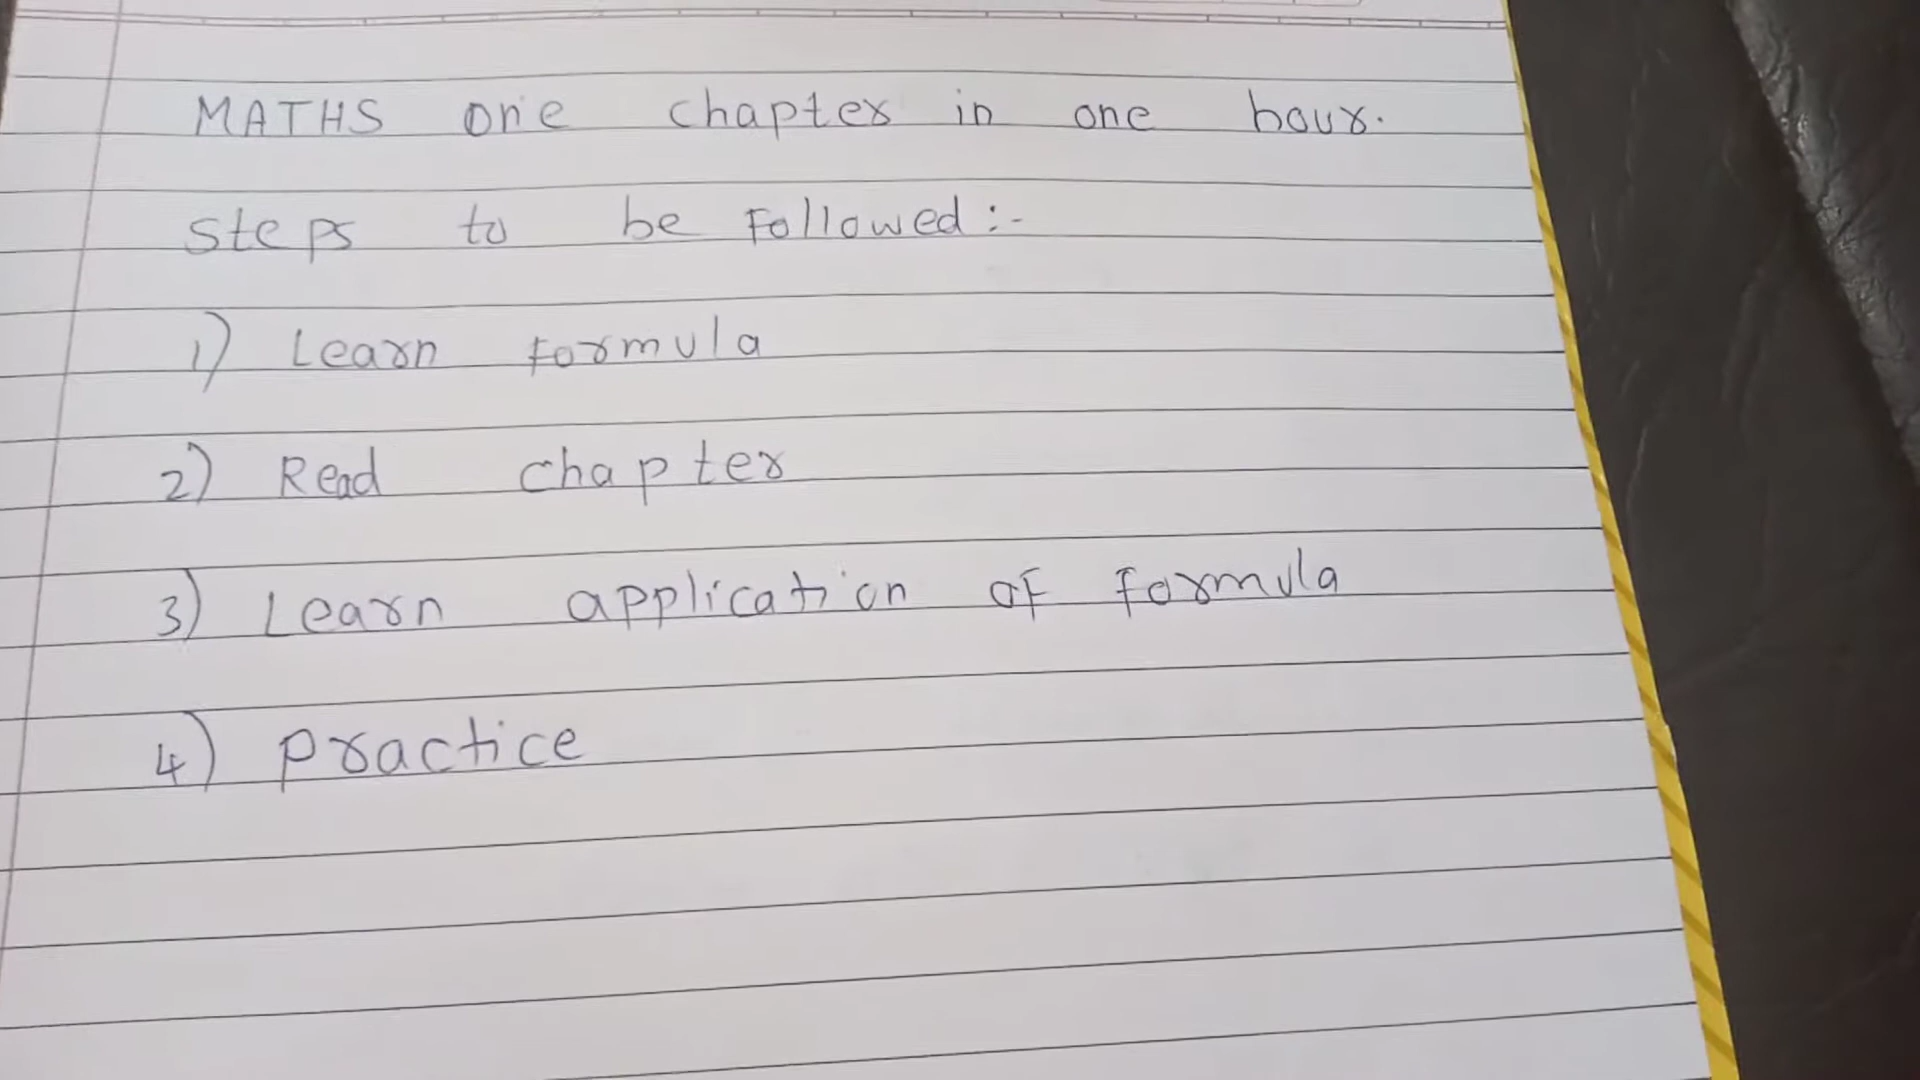 MATHS one chapter in one hour.
steps to be Followed :-
1) Learn formula
2) Read chapter
3) Learn application of formula
4) practice